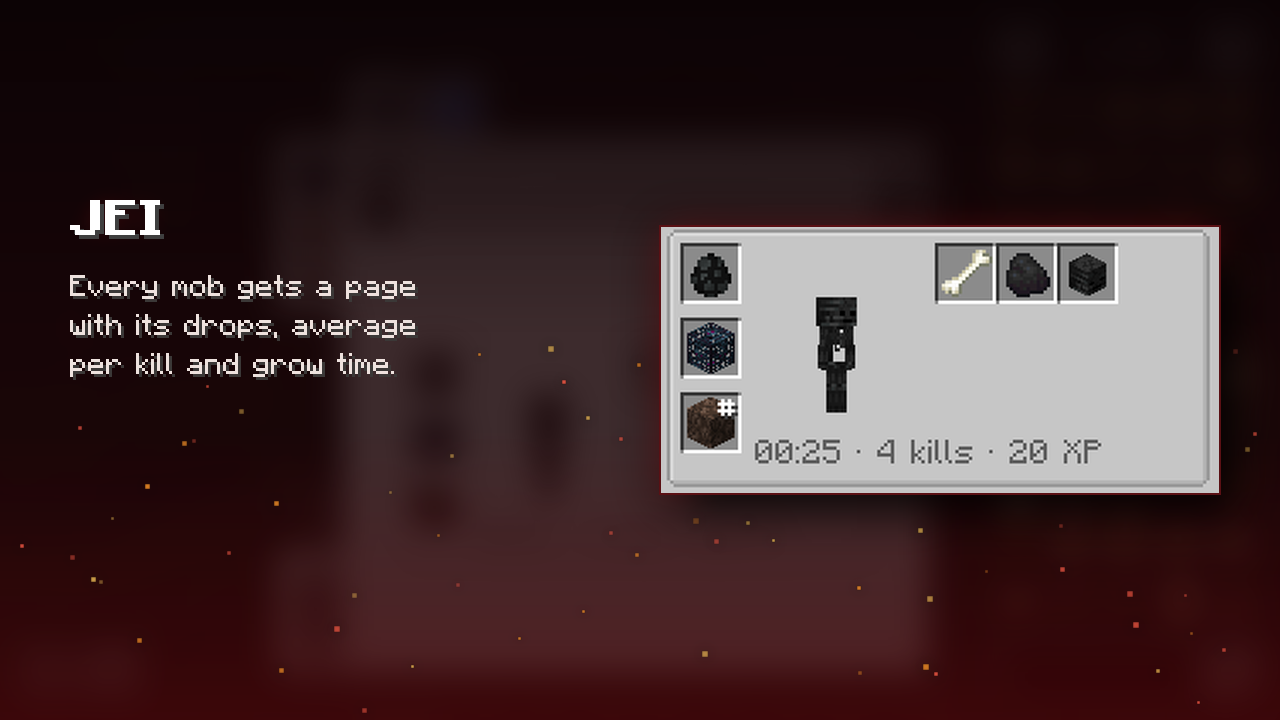 JEI
Every mob gets a page
with its drops, average
per kill and grow time.
#
00:25 · 4 kills · 20 XP